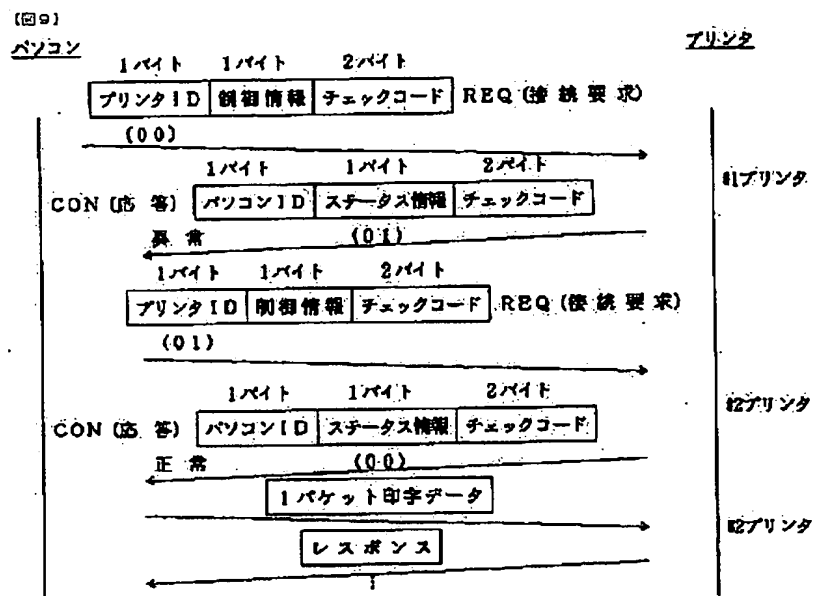 【図9】
パソコン
プリンタ
1バイト 1バイト 2バイト
プリンタID 制御情報 チェックコード REQ(接続要求)
(00)
1バイト 1バイト 2バイト
#1プリンタ
CON(応答) パソコンID ステータス情報 チェックコード
異常 (01)
1バイト 1バイト 2バイト
プリンタID 制御情報 チェックコード REQ(接続要求)
(01)
1バイト 1バイト 2バイト
#2プリンタ
CON(応答) パソコンID ステータス情報 チェックコード
正常 (00)
1パケット印字データ
#2プリンタ
レスポンス